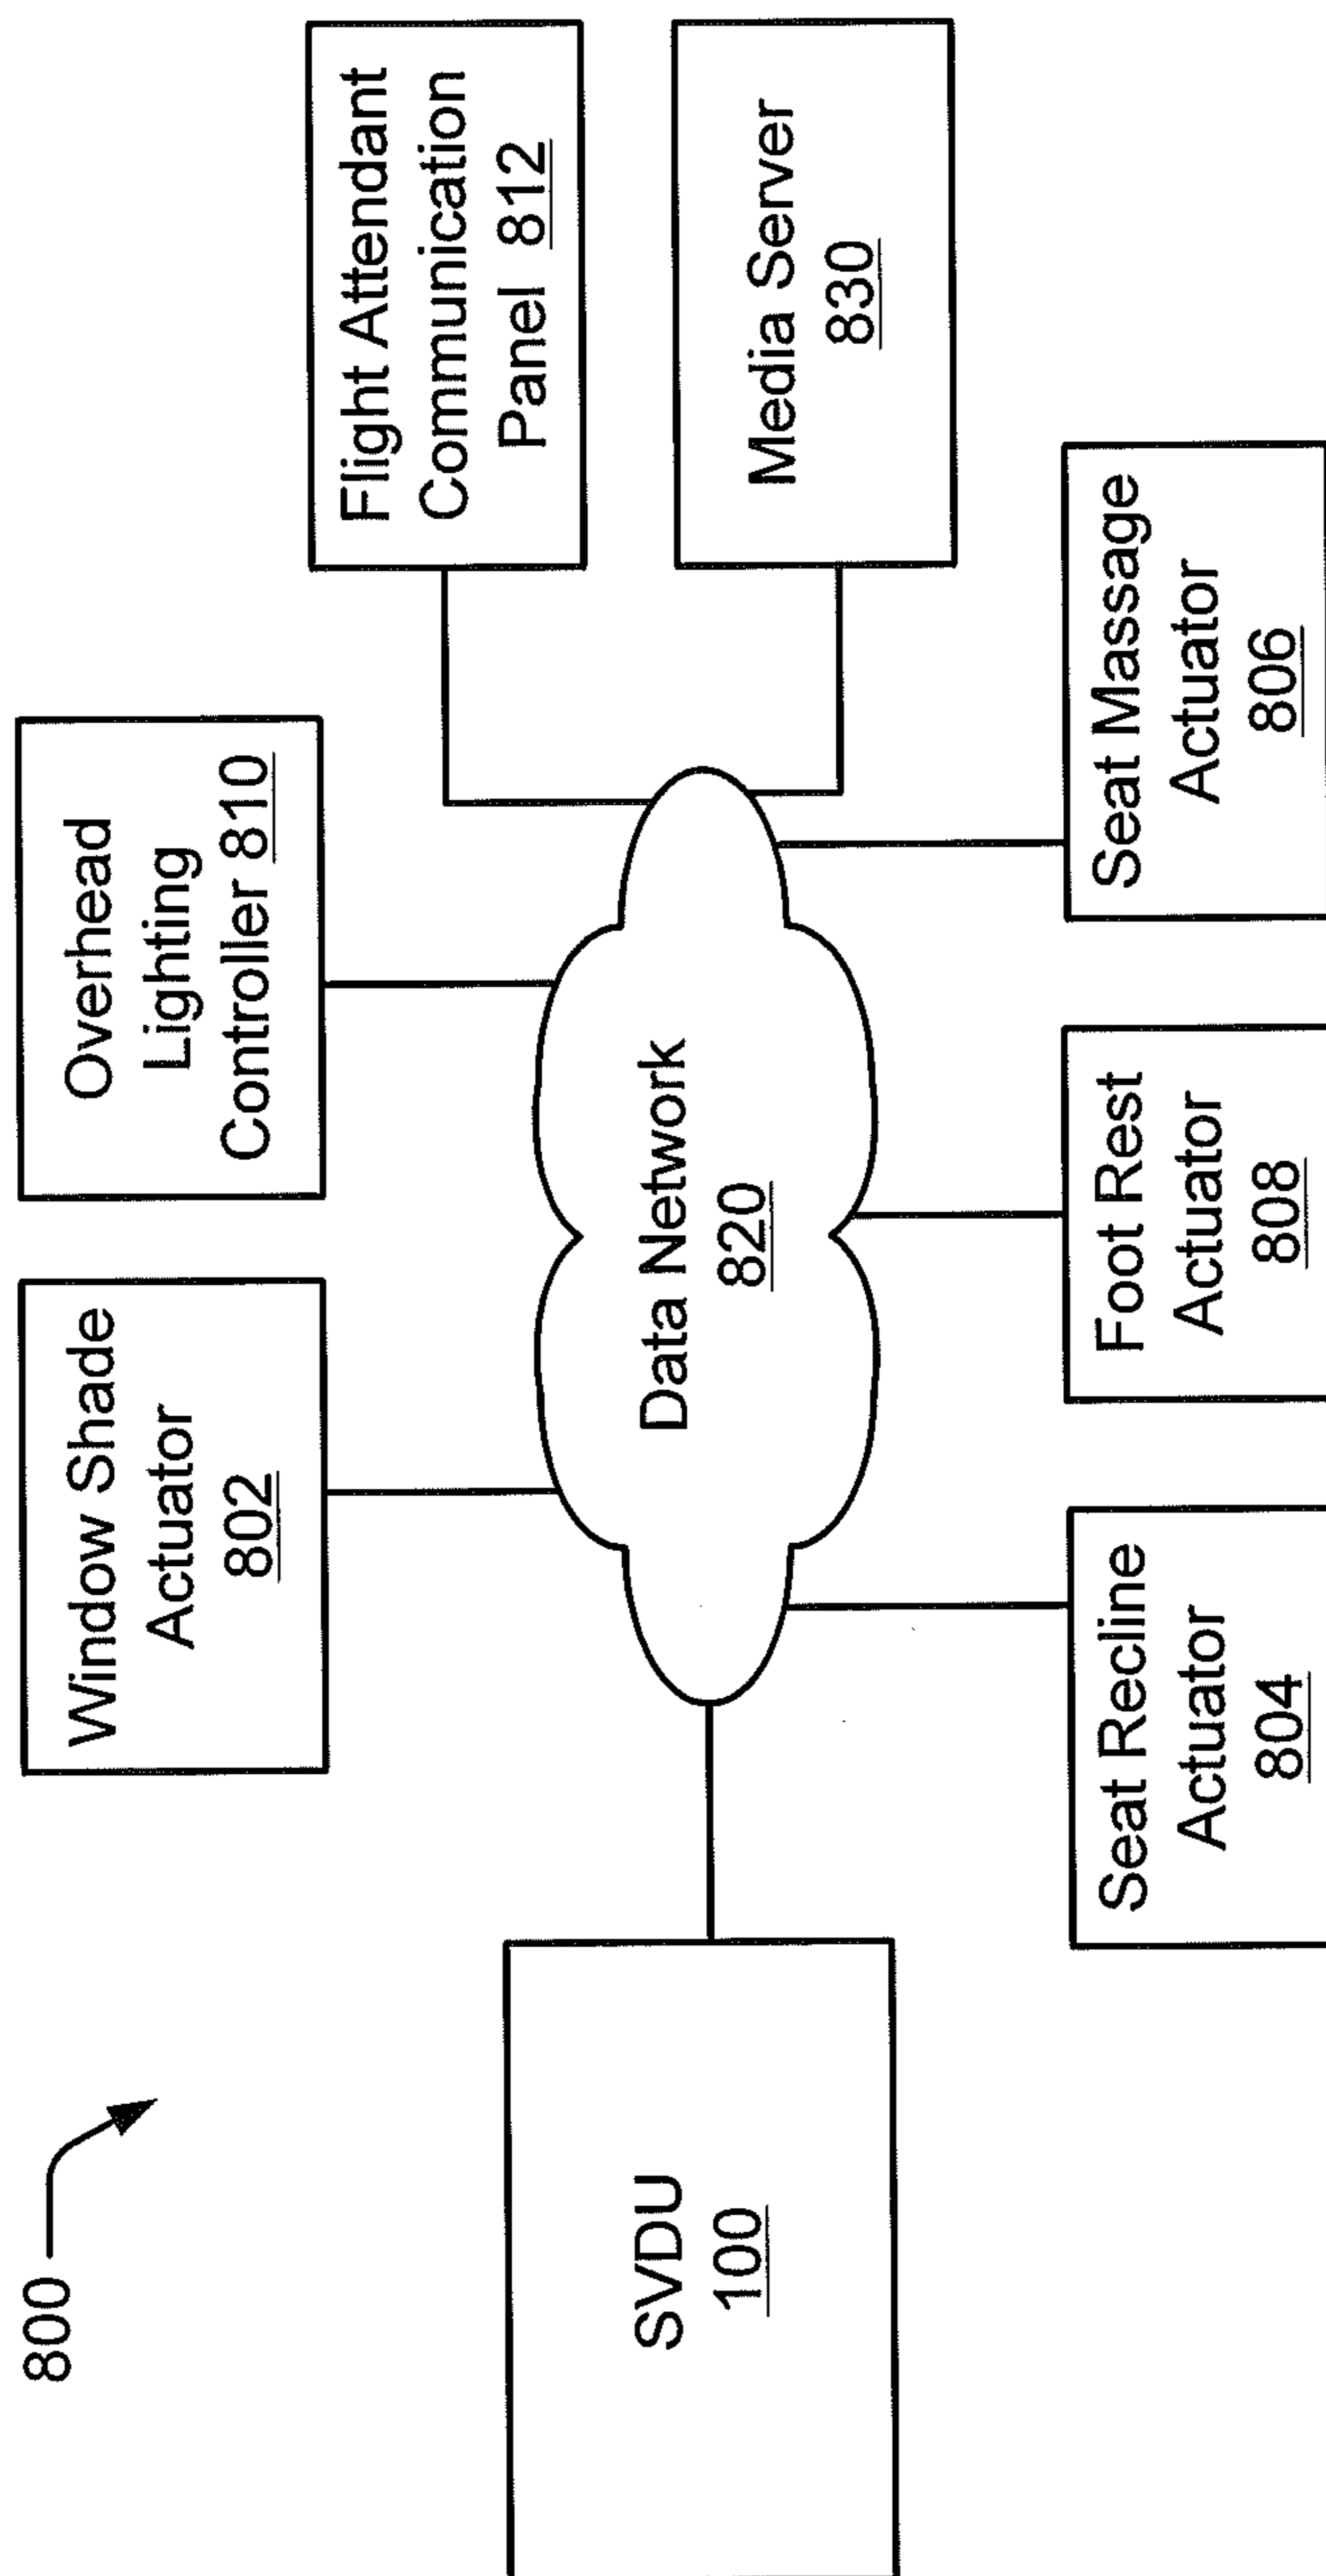 800
Window Shade
Actuator
802
Overhead
Lighting
Controller 810
Flight Attendant
Communication
Panel 812
SVDU
100
Data Network
820
Media Server
830
Seat Recline
Actuator
804
Foot Rest
Actuator
808
Seat Massage
Actuator
806